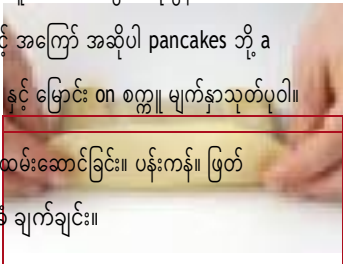 အကြော် အဆိုပါ pancakes ဘို့ a
နှင့် မြောင်း on စက္ကူ မျက်နှာသုတ်ပုဝါ။
ထမ်းဆောင်ခြင်း။ ပန်းကန်။ ဖြတ်
ချက်ချင်း။